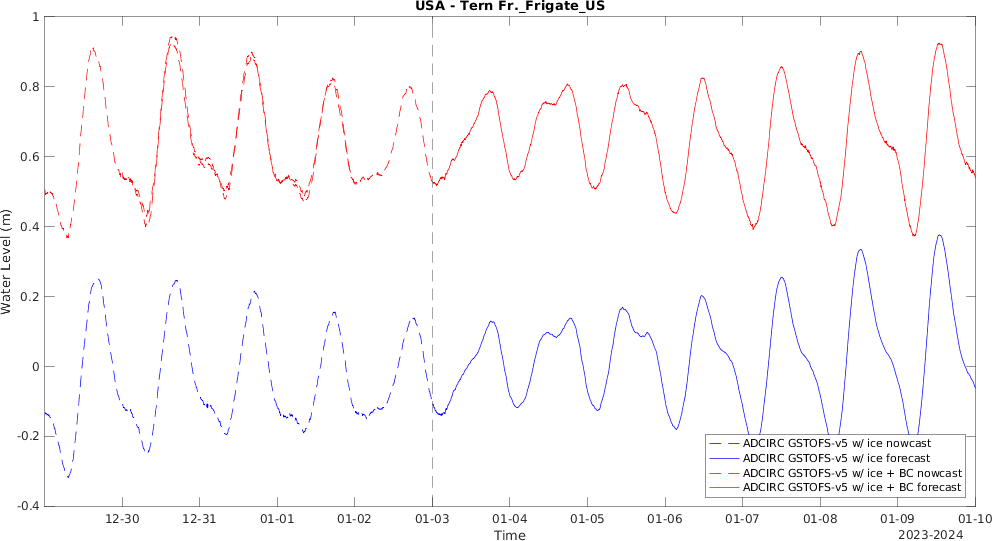 USA - Tern Fr._Frigate_US
1
0.8
0.6
0.4
0.2
0
-0.2
-0.4
Water Level (m)
ADCIRC GSTOFS-v5 w/ ice nowcast
ADCIRC GSTOFS-v5 w/ ice forecast
ADCIRC GSTOFS-v5 w/ ice + BC nowcast
ADCIRC GSTOFS-v5 w/ ice + BC forecast
12-30 12-31 01-01 01-02 01-03 01-04 01-05 01-06 01-07 01-08 01-09 01-10
Time
2023-2024